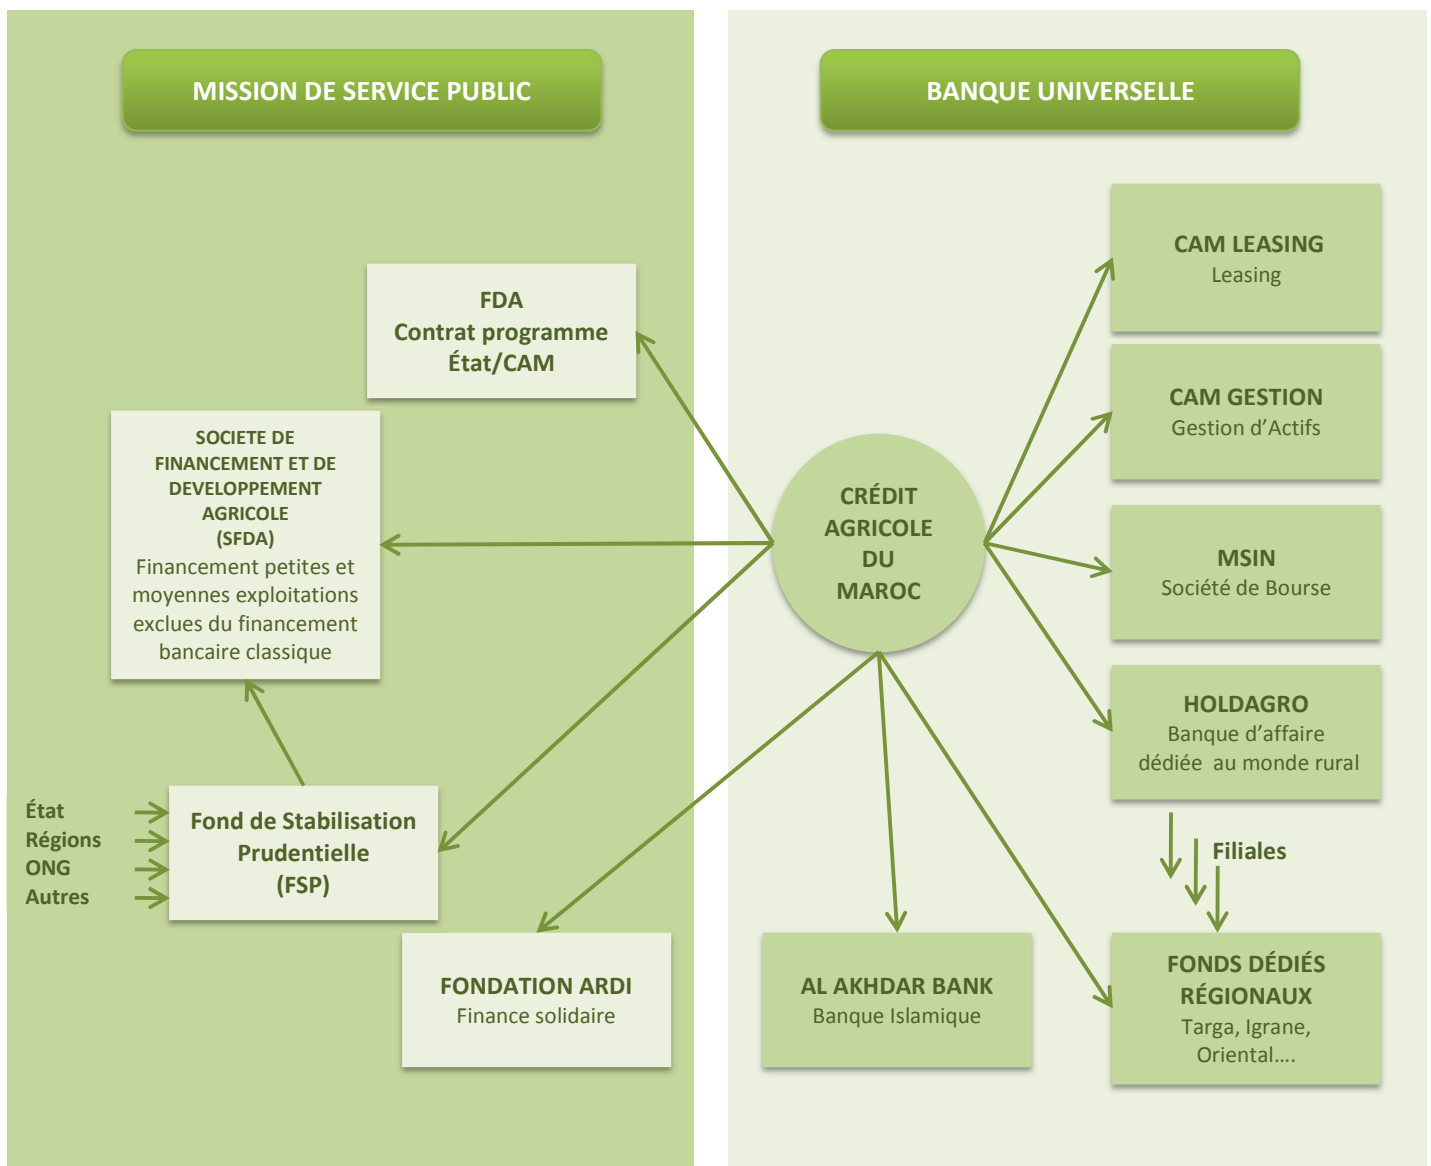 MISSION DE SERVICE PUBLIC
FDA
Contrat programme
État/CAM
SOCIETE DE
FINANCEMENT ET DE
DEVELOPPEMENT
AGRICOLE
(SFDA)
Financement petites et
moyennes exploitations
exclues du financement
bancaire classique
État
Régions
ONG
Autres
Fond de Stabilisation
Prudentielle
(FSP)
FONDATION ARDI
Finance solidaire
BANQUE UNIVERSELLE
CRÉDIT
AGRICOLE
DU
MAROC
CAM LEASING
Leasing
CAM GESTION
Gestion d’Actifs
MSIN
Société de Bourse
HOLDAGRO
Banque d’affaire
dédiée au monde rural
Filiales
AL AKHDAR BANK
Banque Islamique
FONDS DÉDIÉS
RÉGIONAUX
Targa, Igrane,
Oriental....